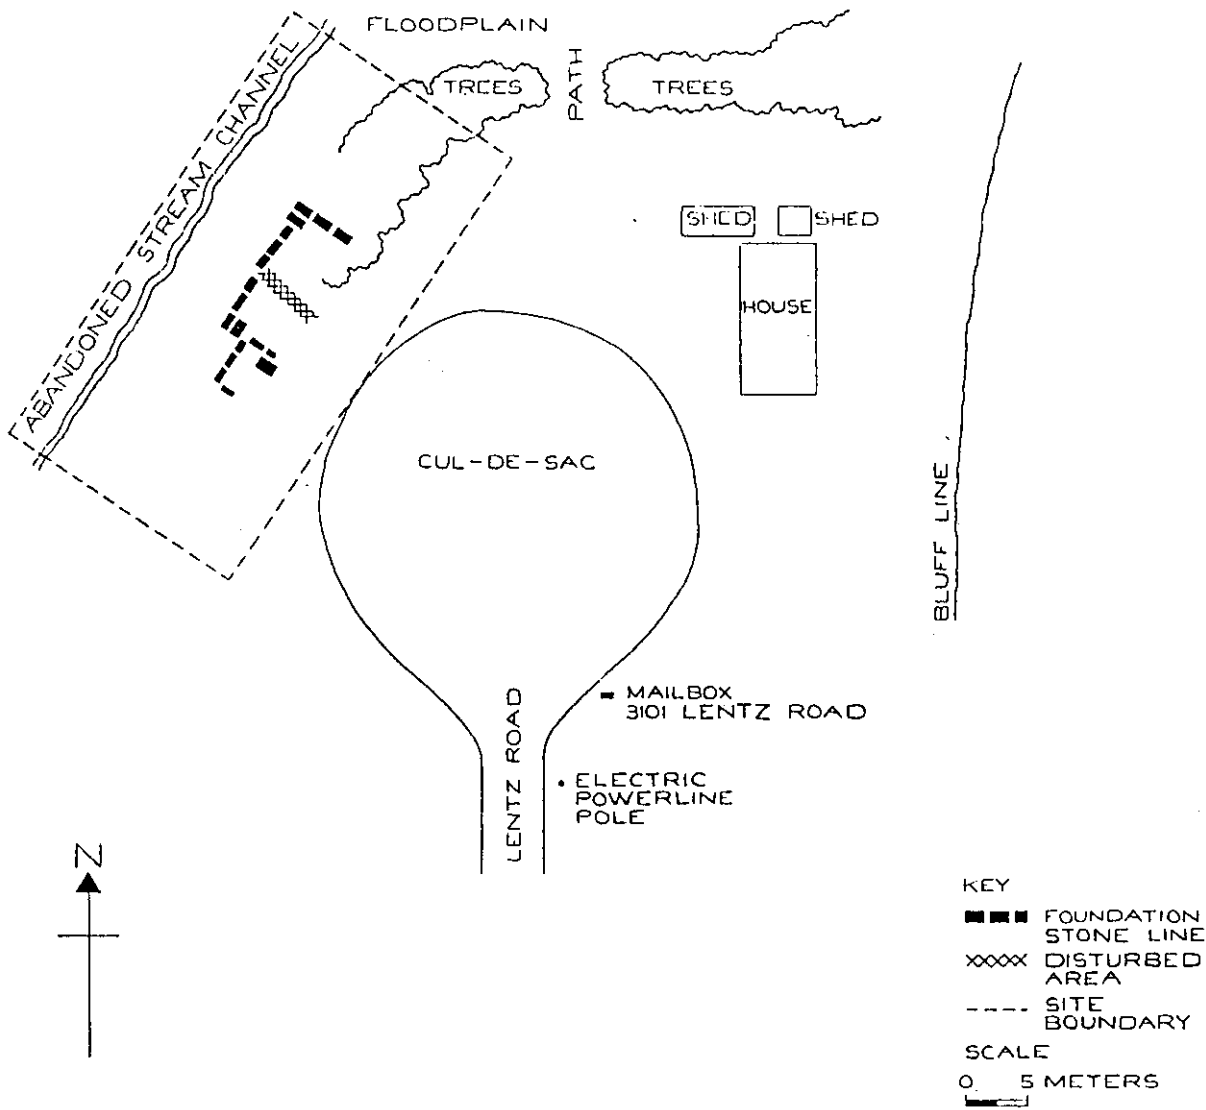 FLOODPLAIN
ABANDONED STREAM CHANNEL
TREES
PATH
TREES
SHED
SHED
HOUSE
CUL-DE-SAC
BLUFF LINE
MAILBOX
3101 LENTZ ROAD
LENTZ ROAD
ELECTRIC
POWERLINE
POLE
N
KEY
FOUNDATION
STONE LINE
DISTURBED
AREA
SITE
BOUNDARY
SCALE
0 5 METERS